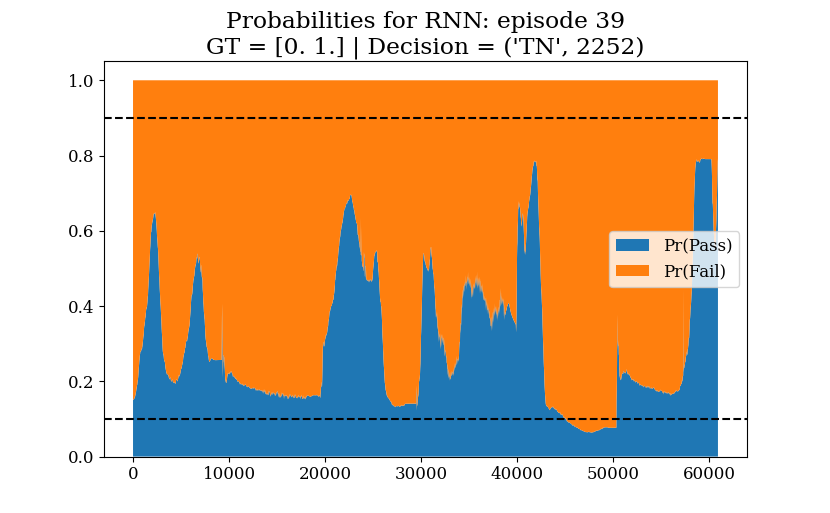 Probabilities for RNN: episode 39
GT = [0. 1.] | Decision = ('TN', 2252)
1.0
0.8
0.6
0.4
0.2
0.0
Pr(Pass)
Pr(Fail)
0 10000 20000 30000 40000 50000 60000